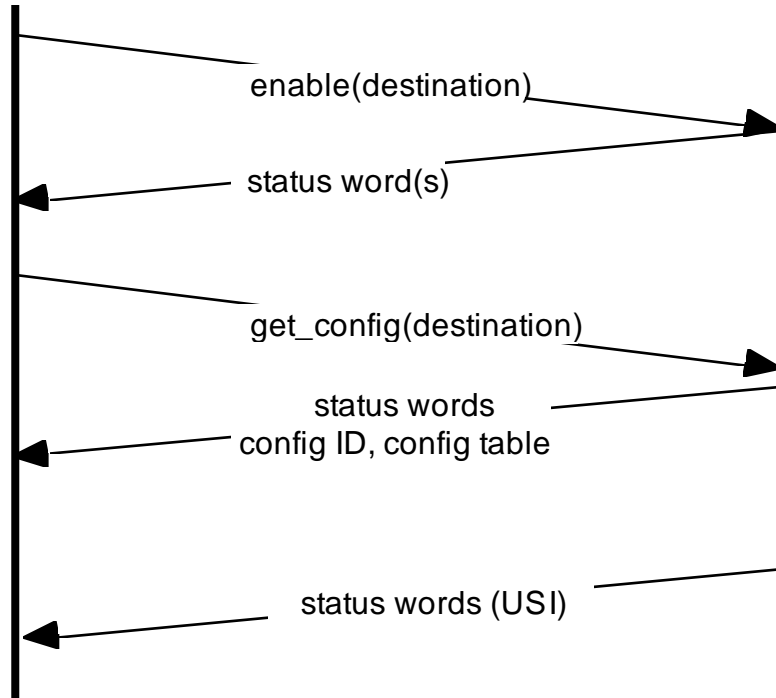 enable(destination)
status word(s)
get_config(destination)
status words
config ID, config table
status words (USI)